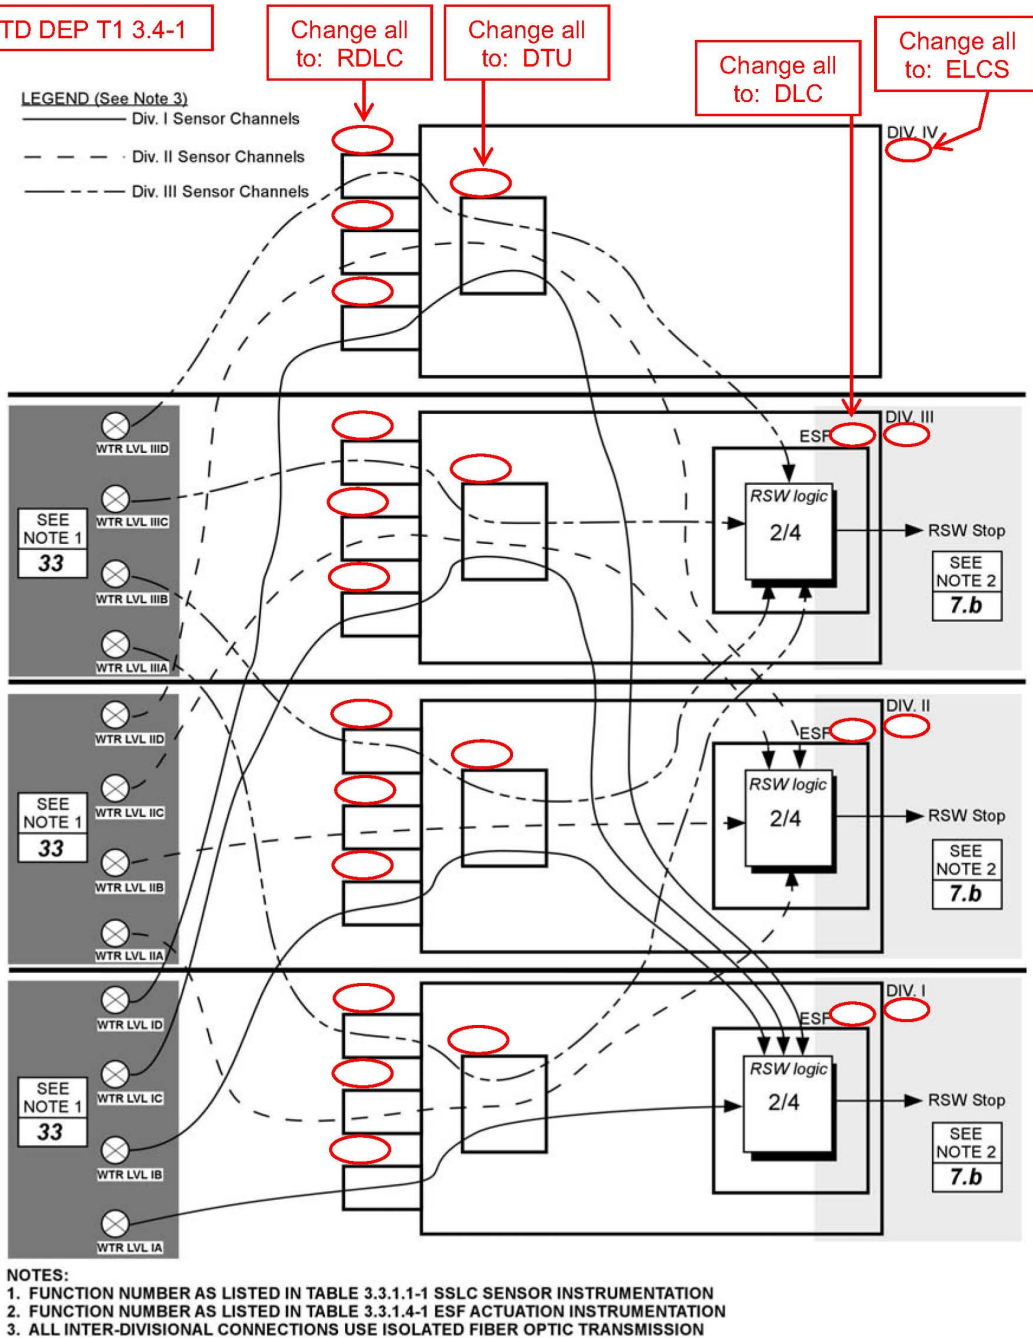 TD DEP T1 3.4-1
Change all
to: RDLC
Change all
to: DTU
Change all
to: DLC
Change all
to: ELCS
LEGEND (See Note 3)
Div. I Sensor Channels
Div. II Sensor Channels
Div. III Sensor Channels
DIV. IV
WTR LVL IIID
WTR LVL IIIC
WTR LVL IIIB
WTR LVL IIIA
SEE
NOTE 1
33
DIV. III
ESF
RSW logic
2/4
RSW Stop
SEE
NOTE 2
7.b
WTR LVL IID
WTR LVL IIC
WTR LVL IIB
WTR LVL IIA
SEE
NOTE 1
33
DIV. II
ESF
RSW logic
2/4
RSW Stop
SEE
NOTE 2
7.b
WTR LVL ID
WTR LVL IC
WTR LVL IB
WTR LVL IA
SEE
NOTE 1
33
DIV. I
ESF
RSW logic
2/4
RSW Stop
SEE
NOTE 2
7.b
NOTES:
1. FUNCTION NUMBER AS LISTED IN TABLE 3.3.1.1-1 SSLC SENSOR INSTRUMENTATION
2. FUNCTION NUMBER AS LISTED IN TABLE 3.3.1.4-1 ESF ACTUATION INSTRUMENTATION
3. ALL INTER-DIVISIONAL CONNECTIONS USE ISOLATED FIBER OPTIC TRANSMISSION